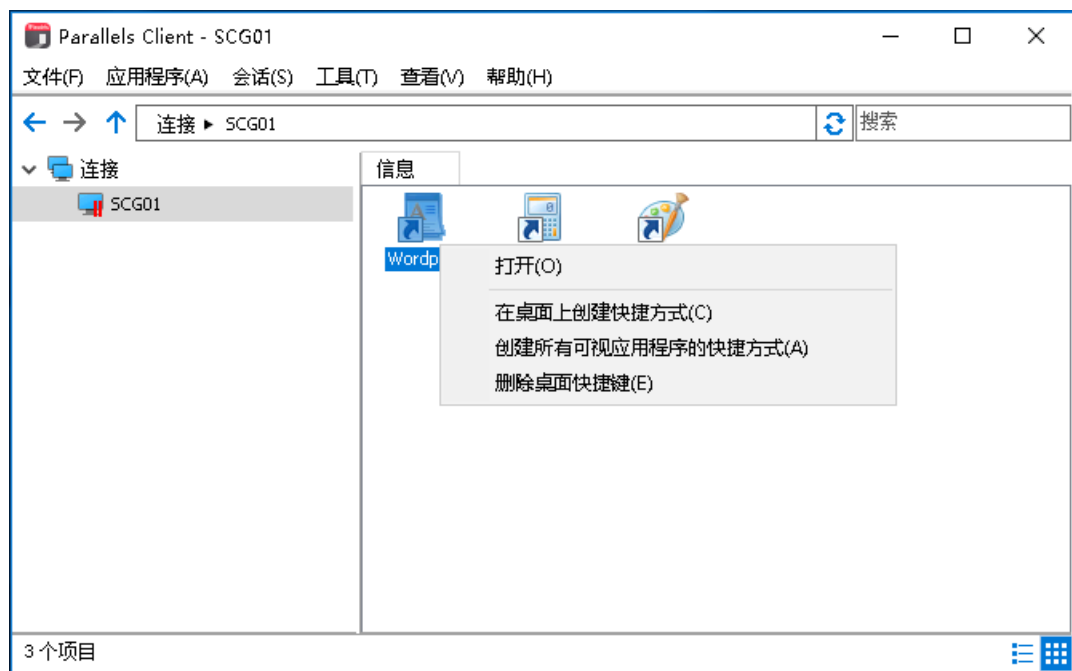 Parallels Client - SCG01
文件(F) 应用程序(A) 会话(S) 工具(T) 查看(V) 帮助(H)
连接 ▸ SCG01 搜索
连接
SCG01
信息
Wordp
打开(O)
在桌面上创建快捷方式(C)
创建所有可视应用程序的快捷方式(A)
删除桌面快捷键(E)
3 个项目